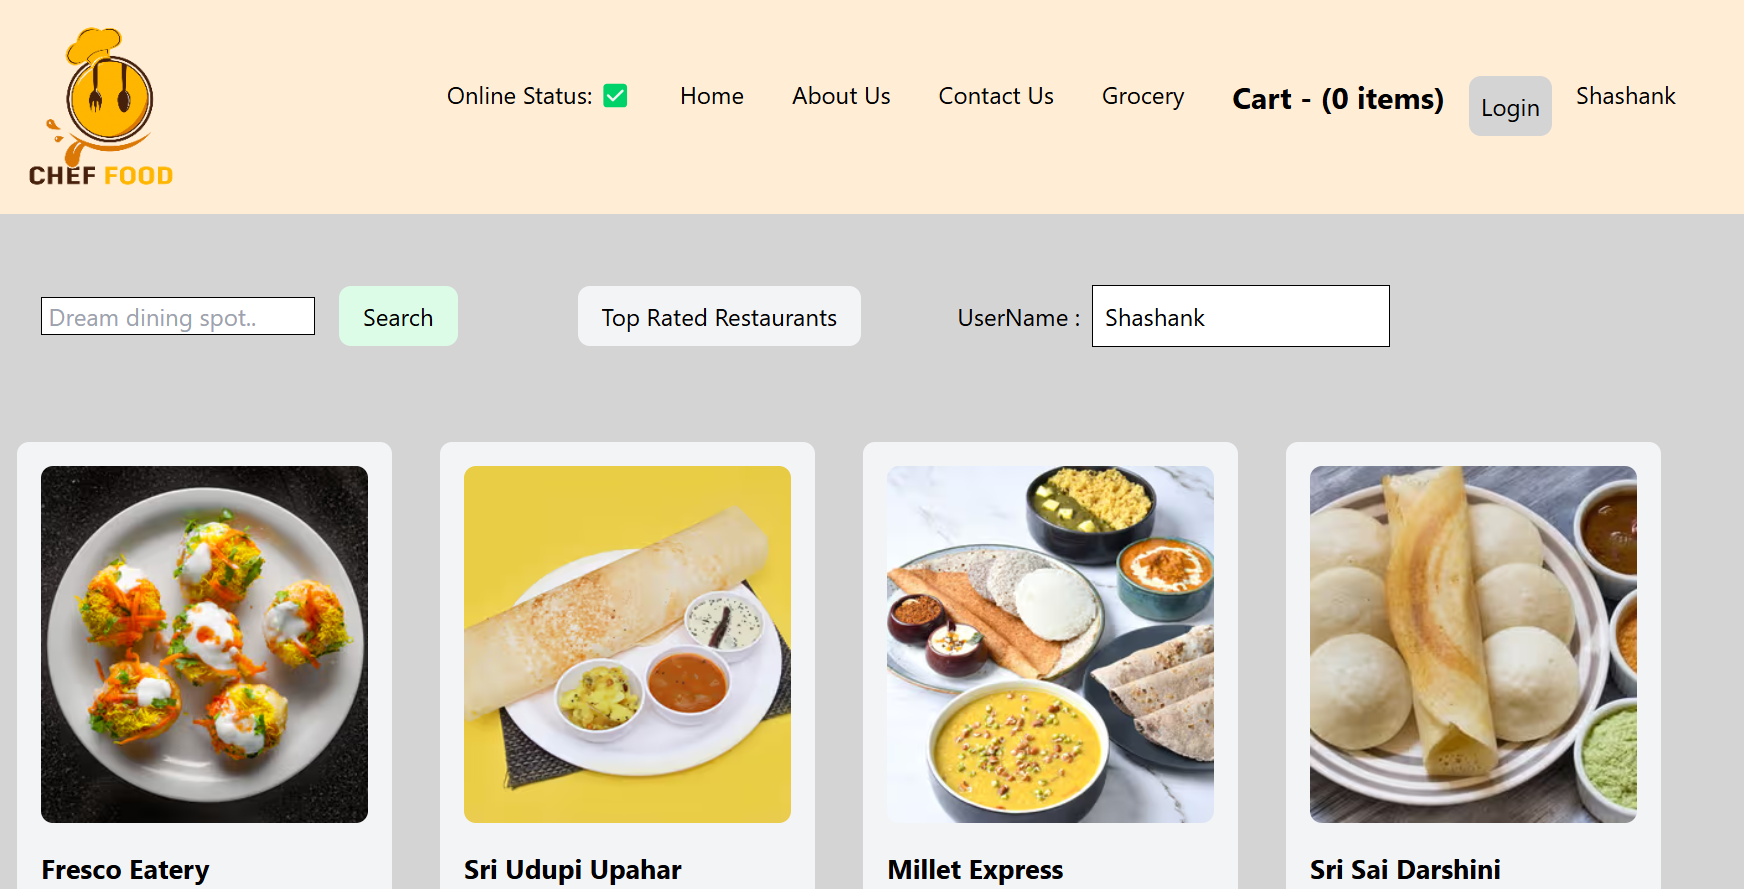 CHEF FOOD
Online Status: ✅ Home About Us Contact Us Grocery Cart - (0 items) Login Shashank
Dream dining spot.. Search Top Rated Restaurants UserName : Shashank
Fresco Eatery
Sri Udupi Upahar
Millet Express
Sri Sai Darshini